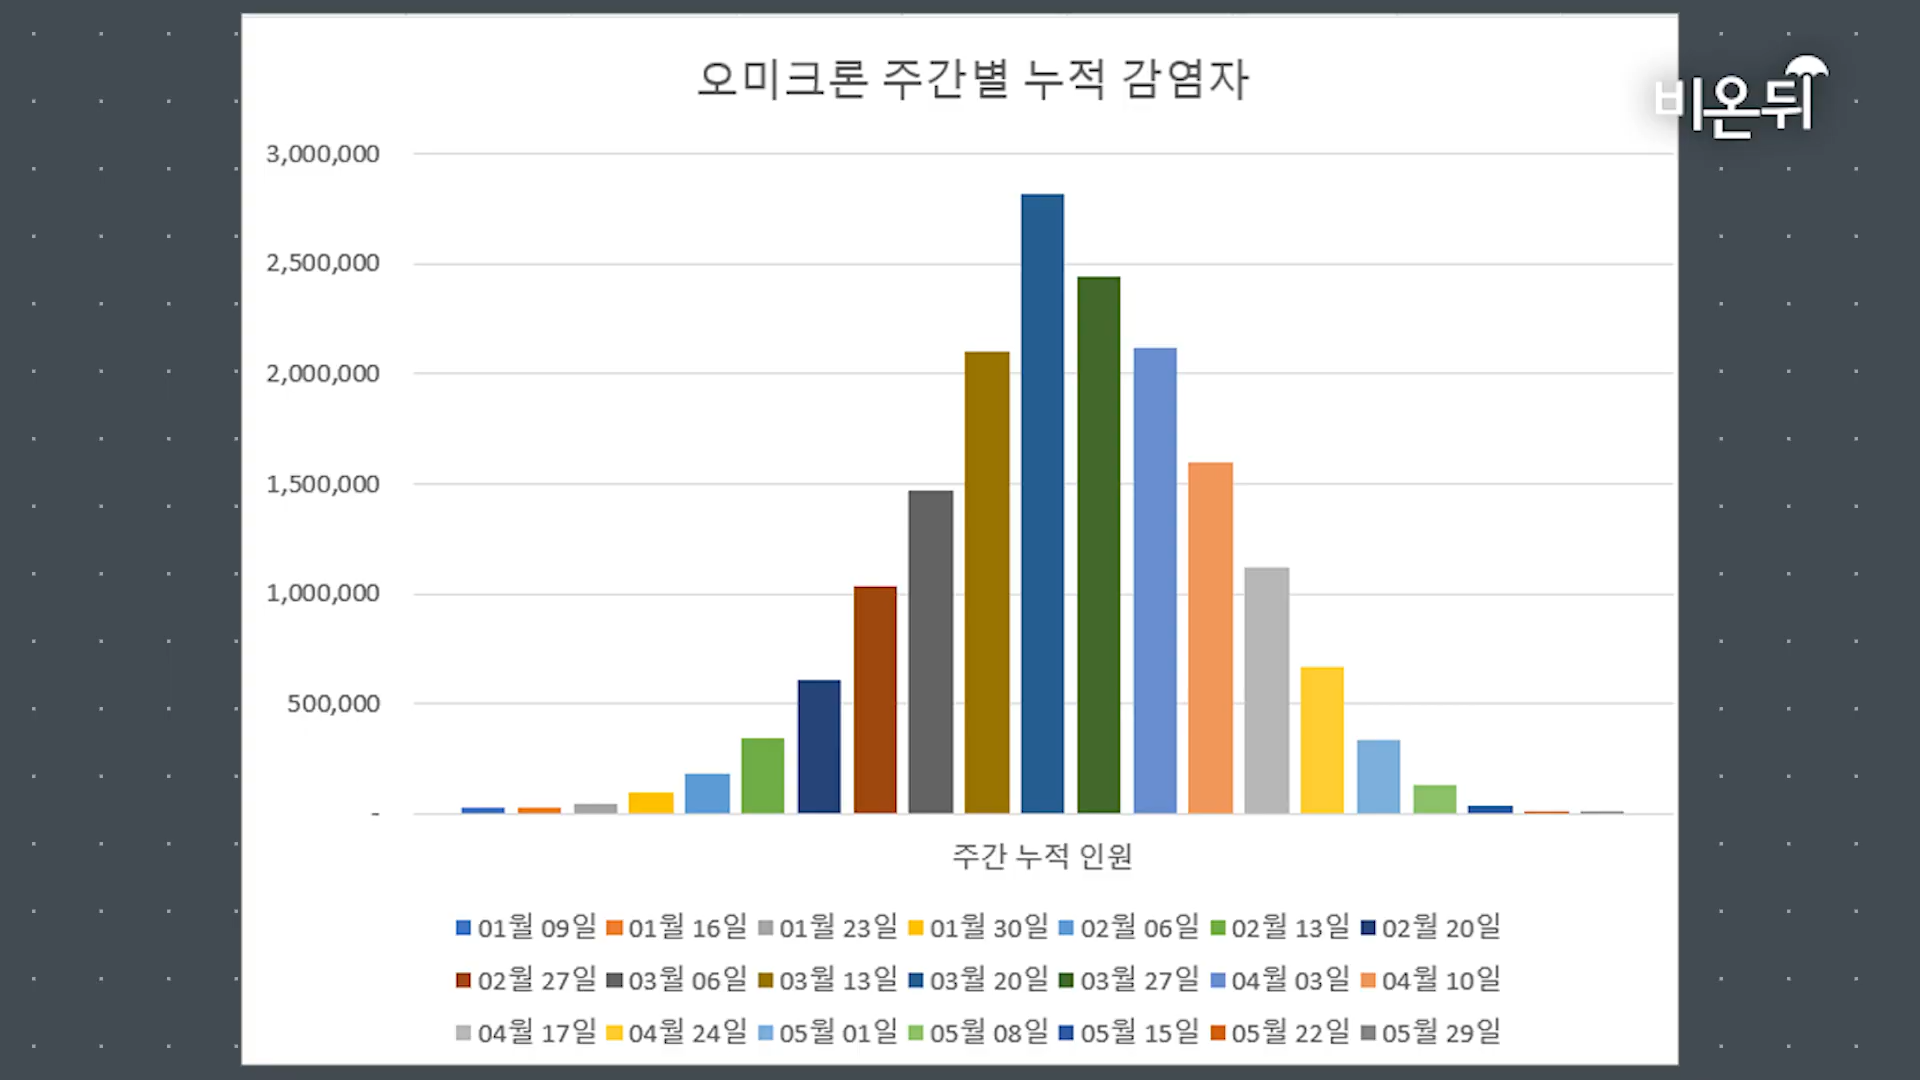 오미크론 주간별 누적 감염자
비온뒤
3,000,000
2,500,000
2,000,000
1,500,000
1,000,000
500,000
-
주간 누적 인원
01월 09일 01월 16일 01월 23일 01월 30일 02월 06일 02월 13일 02월 20일
02월 27일 03월 06일 03월 13일 03월 20일 03월 27일 04월 03일 04월 10일
04월 17일 04월 24일 05월 01일 05월 08일 05월 15일 05월 22일 05월 29일